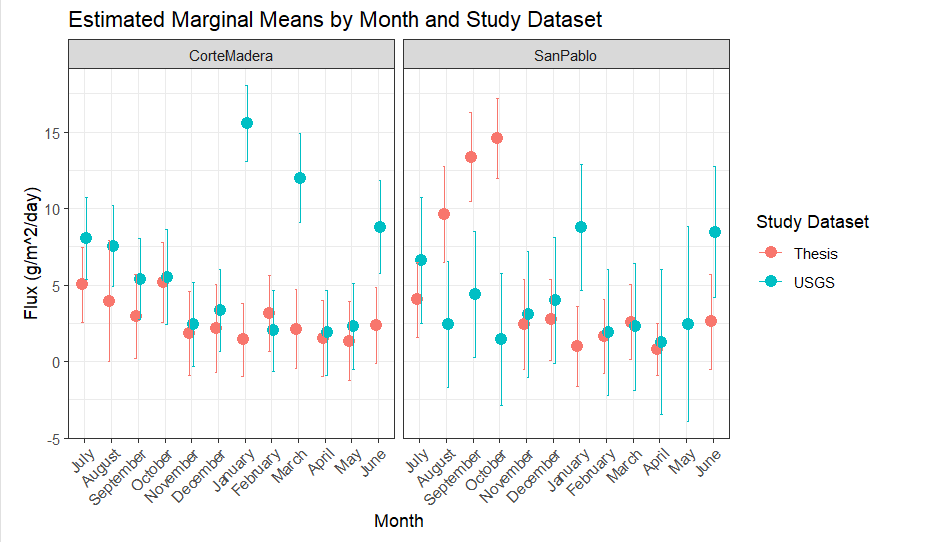 Estimated Marginal Means by Month and Study Dataset
CorteMadera
SanPablo
Flux (g/m^2/day)
15
10
5
0
-5
July
August
September
October
November
December
January
February
March
April
May
June
July
August
September
October
November
December
January
February
March
April
May
June
Month
Study Dataset
Thesis
USGS